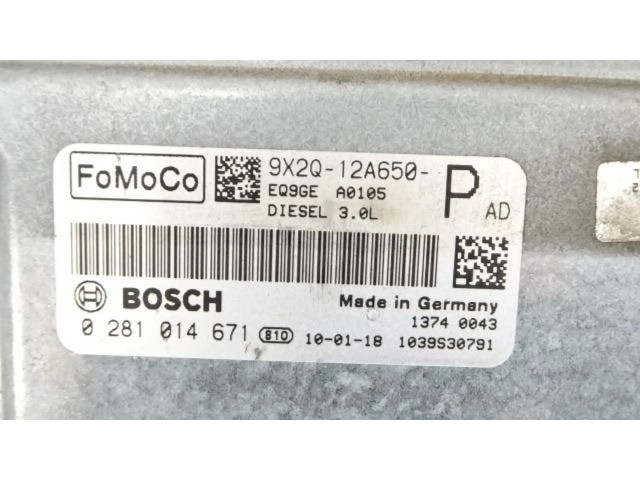 FoMoCo
9X2Q-12A650-
EQ9GE A0105
DIESEL 3.0L
P AD
BOSCH
Made in Germany
1374 0043
0 281 014 671 810 10-01-18 1039S30791